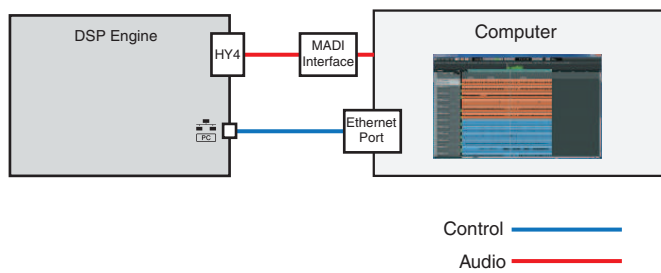 DSP Engine
HY4
MADI
Interface
Computer
PC
Ethernet
Port
Control
Audio